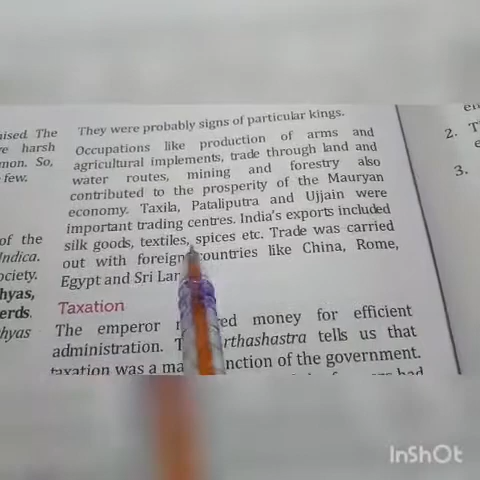 They were probably signs of particular kings.
Occupations like production of arms and
agricultural implements, trade through land and
water routes, mining and forestry also
contributed to the prosperity of the Mauryan
economy. Taxila, Pataliputra and Ujjain were
important trading centres. India's exports included
silk goods, textiles, spices etc. Trade was carried
out with foreign countries like China, Rome,
Egypt and Sri Lan
Taxation
The emperor ed money for efficient
administration. T rthashastra tells us that
taxation was a ma nction of the government.
had
ised. The
harsh
mon. So,
few.
of the
Indica.
ociety.
hyas,
erds.
hyas
2. T
3.
InShOt